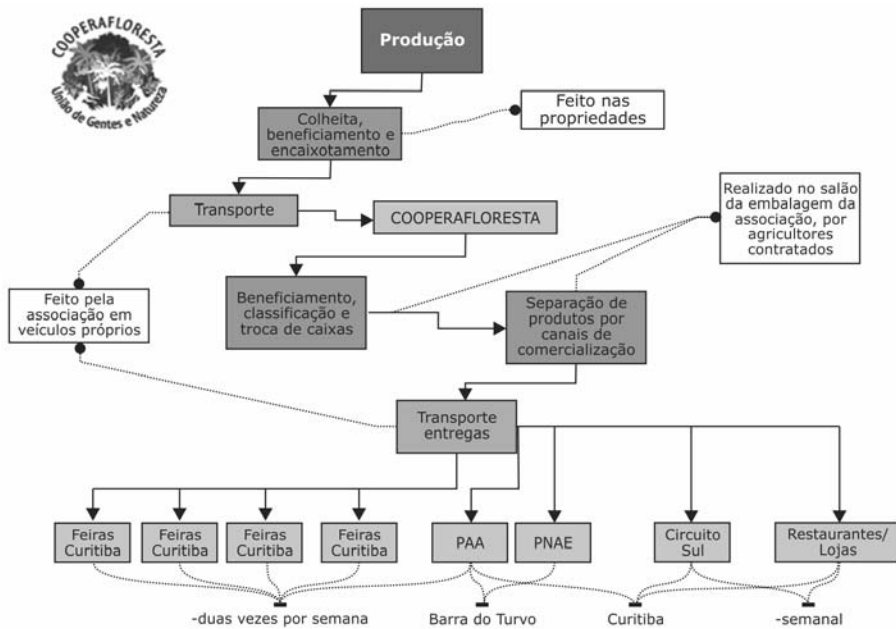 COOPERAFLORESTA
União de Gentes e Natureza
Produção
Colheita,
beneficiamento e
encaixotamento
Feito nas
propriedades
Transporte
COOPERAFLORESTA
Realizado no salão
da embalagem da
associação, por
agricultores
contratados
Feito pela
associação em
veículos próprios
Beneficiamento,
classificação e
troca de caixas
Separação de
produtos por
canais de
comercialização
Transporte
entregas
Feiras
Curitiba
Feiras
Curitiba
Feiras
Curitiba
Feiras
Curitiba
PAA
PNAE
Circuito
Sul
Restaurantes/
Lojas
-duas vezes por semana
Barra do Turvo
Curitiba
-semanal